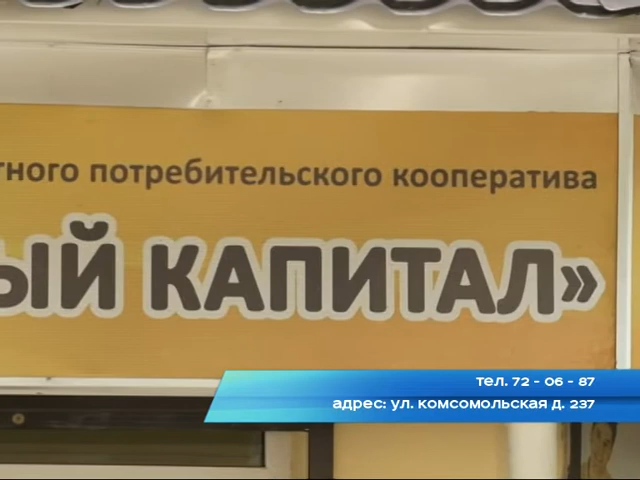 тного потребительского кооператива
ЫЙ КАПИТАЛ»
тел. 72 - 06 - 87
адрес: ул. комсомольская д. 237